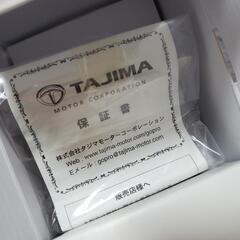 TAJIMA
MOTOR CORPORATION
保証書
株式会社タジマモーターコーポレーション
Web：www.tajima-motor.com/gopro
Eメール：gopro@tajima-motor.com
販売店様へ